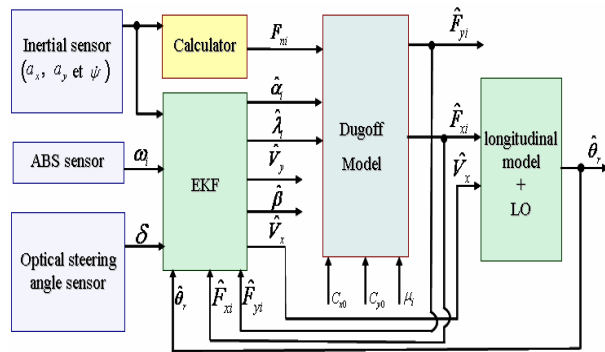 Inertial sensor
(a_x, a_y et ψ̇)
ABS sensor
Optical steering
angle sensor
ω_i
δ
Calculator
EKF
F_ni
α̂_i
λ̂_i
V̂_y
β̂
V̂_x
θ̂_r
F̂_xi
F̂_yi
Dugoff
Model
C_x0
C_y0
μ_i
F̂_yi
F̂_xi
V̂_x
longitudinal
model
+
LO
θ̂_r